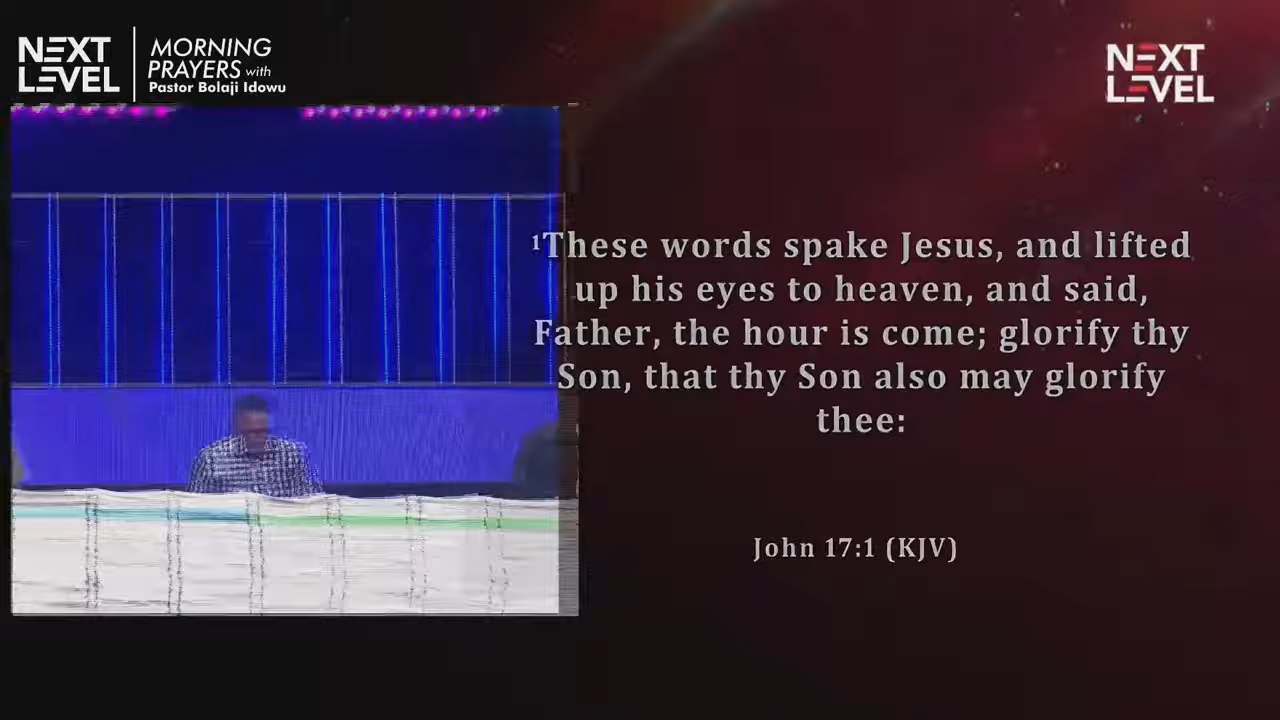 NEXT
LEVEL
MORNING
PRAYERS with
Pastor Bolaji Idowu
NEXT
LEVEL
¹These words spake Jesus, and lifted
up his eyes to heaven, and said,
Father, the hour is come; glorify thy
Son, that thy Son also may glorify
thee:
John 17:1 (KJV)